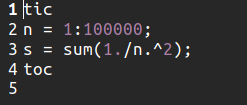 1 tic
2 n = 1:100000;
3 s = sum(1./n.^2);
4 toc
5